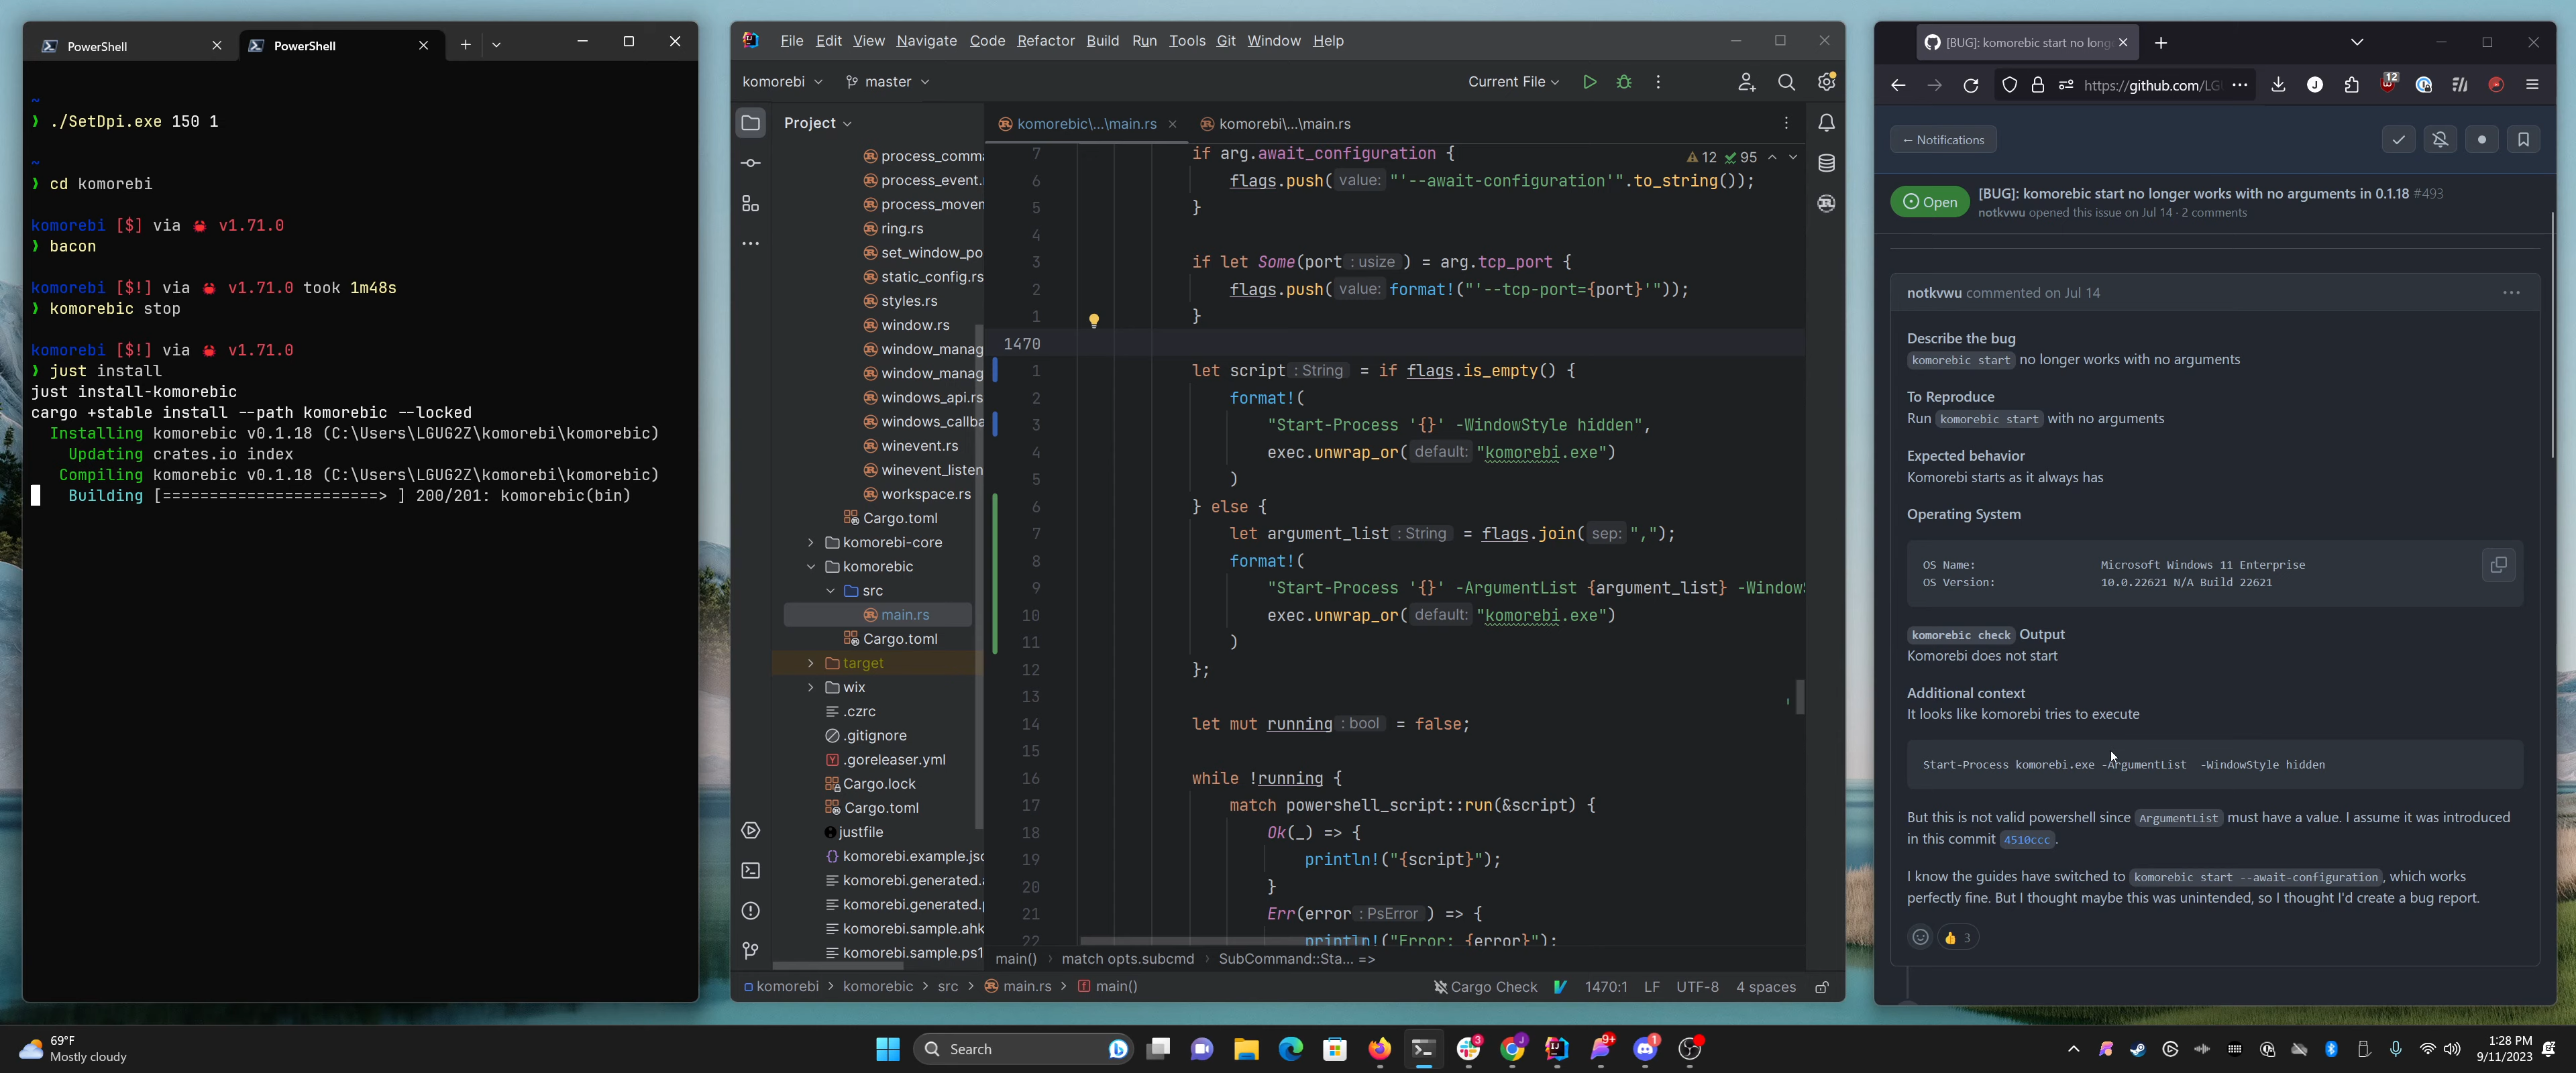 PowerShell
PowerShell
~
❯ ./SetDpi.exe 150 1
~
❯ cd komorebi
komorebi [$] via 🦀 v1.71.0
❯ bacon
komorebi [$!] via 🦀 v1.71.0 took 1m48s
❯ komorebic stop
komorebi [$!] via 🦀 v1.71.0
❯ just install
just install-komorebic
cargo +stable install --path komorebic --locked
Installing komorebic v0.1.18 (C:\Users\LGUG2Z\komorebi\komorebic)
Updating crates.io index
Compiling komorebic v0.1.18 (C:\Users\LGUG2Z\komorebi\komorebic)
Building [=======================> ] 200/201: komorebic(bin)
File Edit View Navigate Code Refactor Build Run Tools Git Window Help
komorebi master Current File
Project
process_comma
process_event.
process_movem
ring.rs
set_window_po
static_config.rs
styles.rs
window.rs
window_manag
window_manag
windows_api.rs
windows_callba
winevent.rs
winevent_listen
workspace.rs
Cargo.toml
komorebi-core
komorebic
src
main.rs
Cargo.toml
target
wix
.czrc
.gitignore
.goreleaser.yml
Cargo.lock
Cargo.toml
justfile
komorebi.example.jsc
komorebi.generated.a
komorebi.generated.p
komorebi.sample.ahk
komorebi.sample.ps1
komorebic\...\main.rs komorebi\...\main.rs
12 95
7 if arg.await_configuration {
6 flags.push( value: "'--await-configuration'".to_string());
5 }
4
3 if let Some(port : usize ) = arg.tcp_port {
2 flags.push( value: format!("'--tcp-port={port}'"));
1 }
1470
1 let script : String = if flags.is_empty() {
2 format!(
3 "Start-Process '{}' -WindowStyle hidden",
4 exec.unwrap_or( default: "komorebi.exe")
5 )
6 } else {
7 let argument_list : String = flags.join( sep: ",");
8 format!(
9 "Start-Process '{}' -ArgumentList {argument_list} -WindowS
10 exec.unwrap_or( default: "komorebi.exe")
11 )
12 };
13
14 let mut running : bool = false;
15
16 while !running {
17 match powershell_script::run(&script) {
18 Ok(_) => {
19 println!("{script}");
20 }
21 Err(error : PsError ) => {
22 println!("Error: {error}");
main() › match opts.subcmd › SubCommand::Sta... =>
komorebi › komorebic › src › main.rs › main()
Cargo Check 1470:1 LF UTF-8 4 spaces
[BUG]: komorebic start no long
https://github.com/LG
12
← Notifications
Open
[BUG]: komorebic start no longer works with no arguments in 0.1.18 #493
notkvwu opened this issue on Jul 14 · 2 comments
notkvwu commented on Jul 14
Describe the bug
komorebic start no longer works with no arguments
To Reproduce
Run komorebic start with no arguments
Expected behavior
Komorebi starts as it always has
Operating System
OS Name: Microsoft Windows 11 Enterprise
OS Version: 10.0.22621 N/A Build 22621
komorebic check Output
Komorebi does not start
Additional context
It looks like komorebi tries to execute
Start-Process komorebi.exe -ArgumentList -WindowStyle hidden
But this is not valid powershell since ArgumentList must have a value. I assume it was introduced
in this commit 4510ccc.
I know the guides have switched to komorebic start --await-configuration, which works
perfectly fine. But I thought maybe this was unintended, so I thought I'd create a bug report.
👍 3
69°F
Mostly cloudy
Search
3
9+
1
1:28 PM
9/11/2023